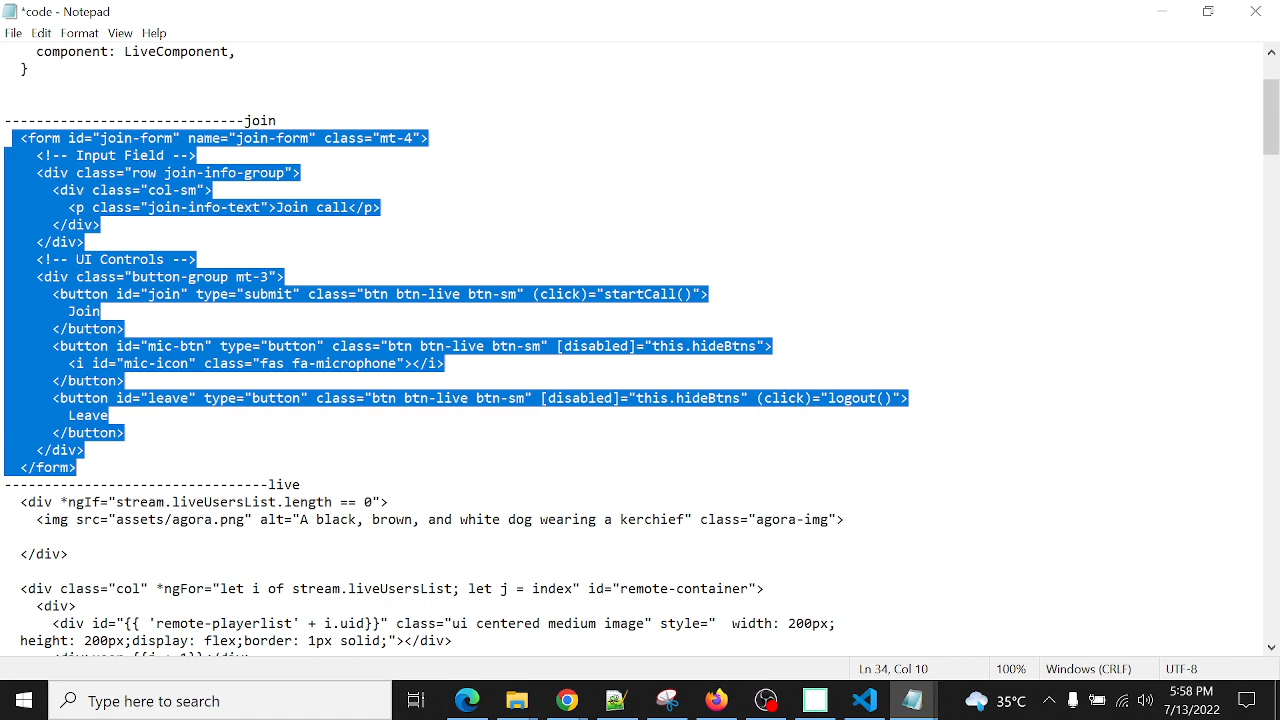 *code - Notepad
File Edit Format View Help
component: LiveComponent,
}
------------------------------join
<form id="join-form" name="join-form" class="mt-4">
<!-- Input Field -->
<div class="row join-info-group">
<div class="col-sm">
<p class="join-info-text">Join call</p>
</div>
</div>
<!-- UI Controls -->
<div class="button-group mt-3">
<button id="join" type="submit" class="btn btn-live btn-sm" (click)="startCall()">
Join
</button>
<button id="mic-btn" type="button" class="btn btn-live btn-sm" [disabled]="this.hideBtns">
<i id="mic-icon" class="fas fa-microphone"></i>
</button>
<button id="leave" type="button" class="btn btn-live btn-sm" [disabled]="this.hideBtns" (click)="logout()">
Leave
</button>
</div>
</form>
---------------------------------live
<div *ngIf="stream.liveUsersList.length == 0">
<img src="assets/agora.png" alt="A black, brown, and white dog wearing a kerchief" class="agora-img">
</div>
<div class="col" *ngFor="let i of stream.liveUsersList; let j = index" id="remote-container">
<div>
<div id="{{ 'remote-playerlist' + i.uid}}" class="ui centered medium image" style="  width: 200px;
height: 200px;display: flex;border: 1px solid;"></div>
Ln 34, Col 10
100%
Windows (CRLF)
UTF-8
Type here to search
35°C
5:58 PM
7/13/2022